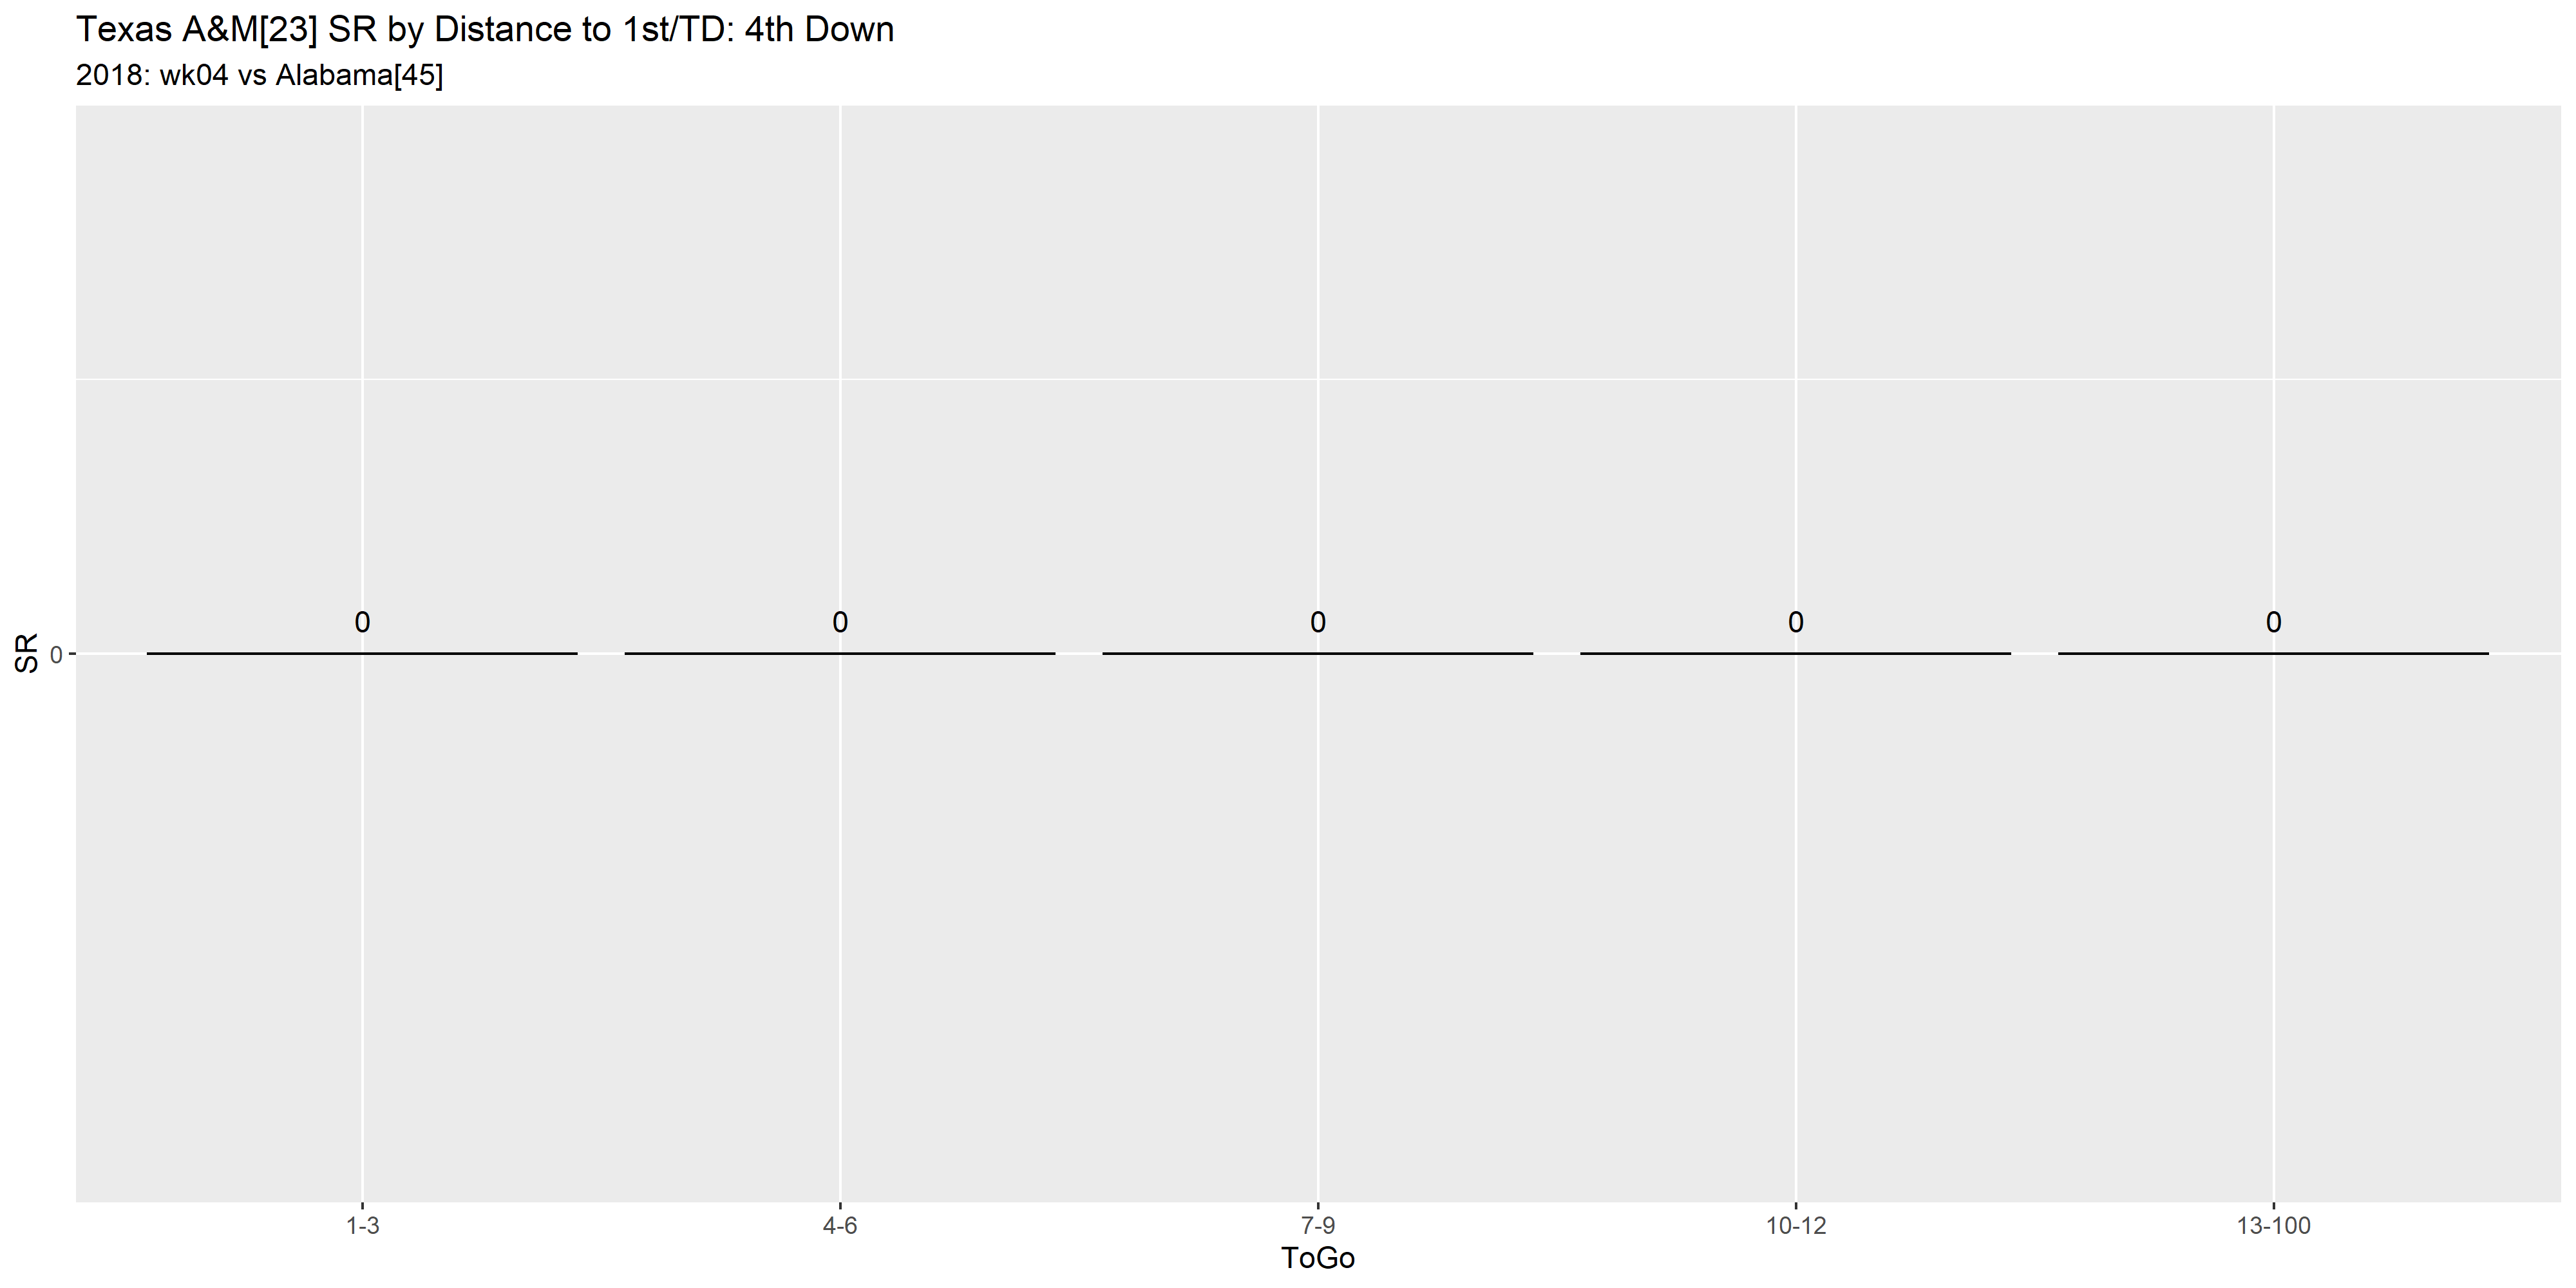 Texas A&M[23] SR by Distance to 1st/TD: 4th Down
2018: wk04 vs Alabama[45]
0 0 0 0 0
SR
0
1-3 4-6 7-9 10-12 13-100
ToGo